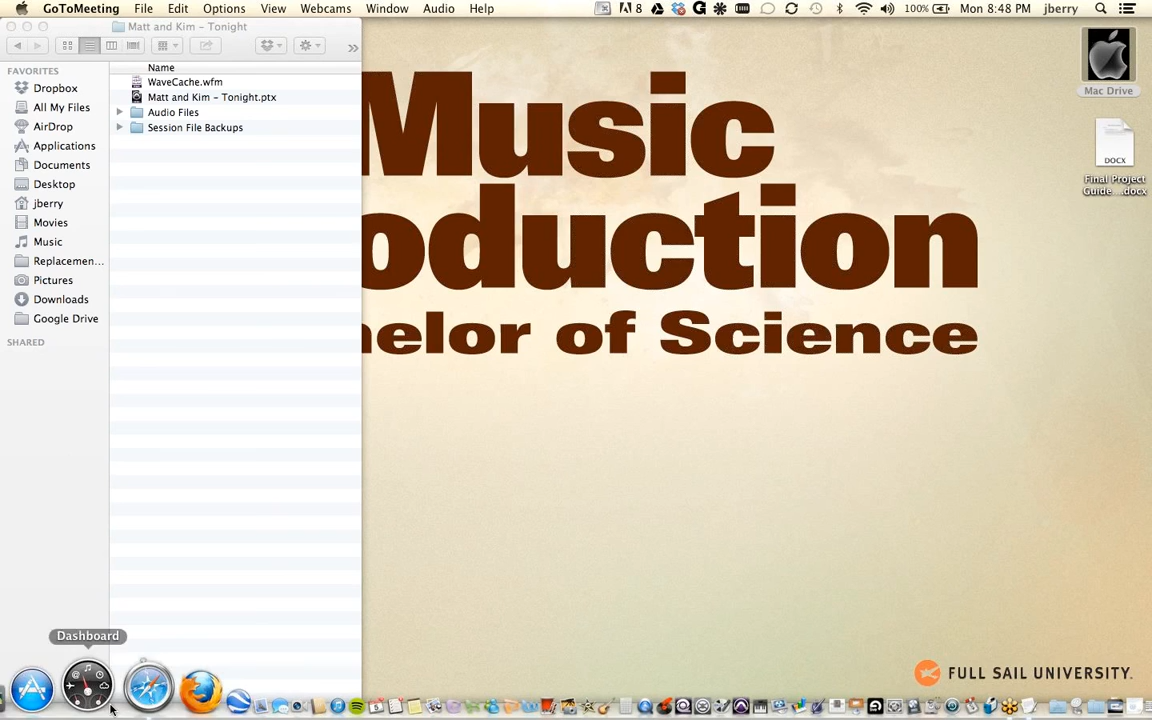 GoToMeeting File Edit Options View Webcams Window Audio Help 8 100% Mon 8:48 PM jberry
Matt and Kim - Tonight
FAVORITES
Dropbox
All My Files
AirDrop
Applications
Documents
Desktop
jberry
Movies
Music
Replacemen...
Pictures
Downloads
Google Drive
SHARED
Name
WaveCache.wfm
Matt and Kim - Tonight.ptx
Audio Files
Session File Backups
Music
oduction
helor of Science
Mac Drive
DOCX
Final Project
Guide....docx
Dashboard
FULL SAIL UNIVERSITY.